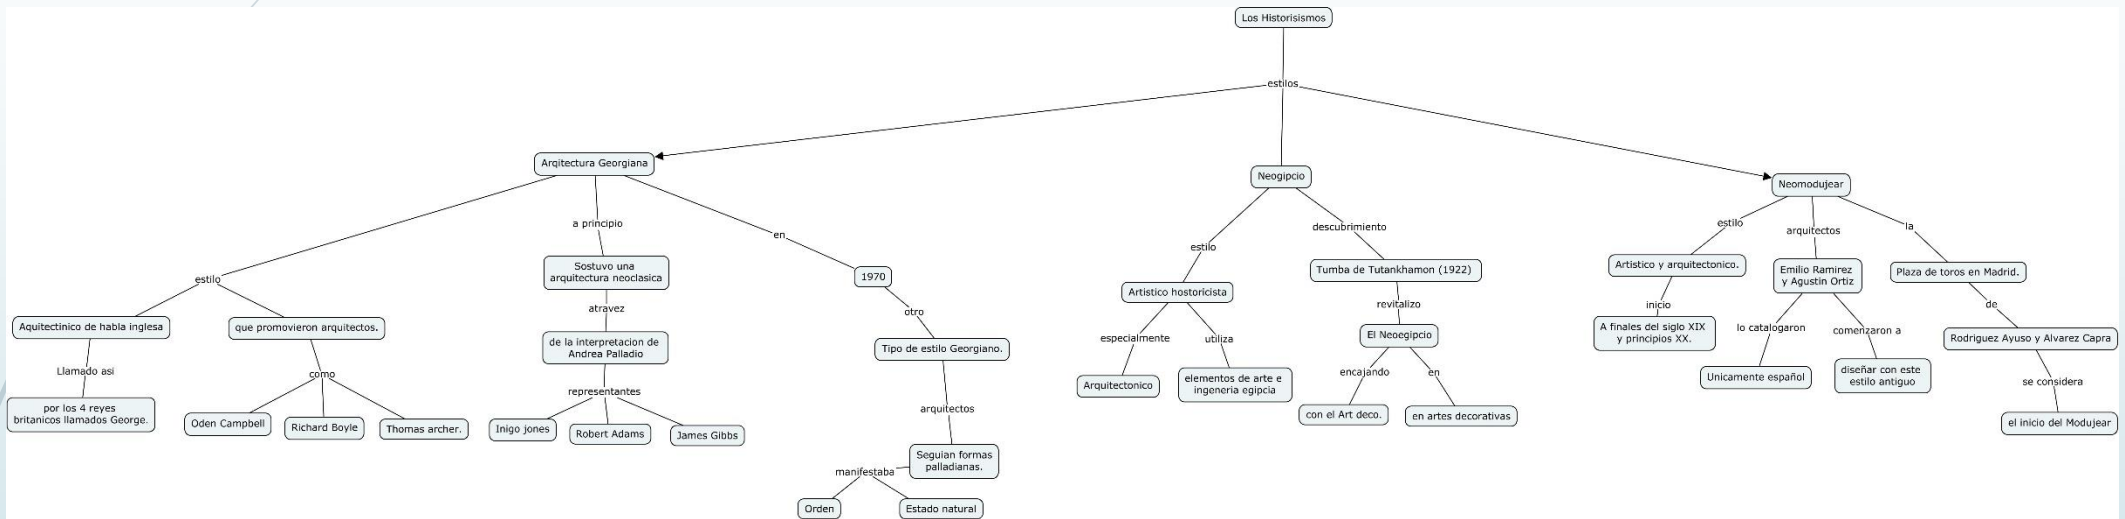 Los Historisismos
estilos
Arqitectura Georgiana
Neogipcio
Neomodujear
estilo
Aquitectinico de habla inglesa
Llamado asi
por los 4 reyes
britanicos llamados George.
que promovieron arquitectos.
como
Oden Campbell
Richard Boyle
Thomas archer.
a principio
Sostuvo una
arquitectura neoclasica
atravez
de la interpretacion de
Andrea Palladio
representantes
Inigo jones
Robert Adams
James Gibbs
en
1970
otro
Tipo de estilo Georgiano.
arquitectos
Seguian formas
palladianas.
manifestaba
Orden
Estado natural
estilo
Artistico hostoricista
especialmente
Arquitectonico
utiliza
elementos de arte e
ingeneria egipcia
descubrimiento
Tumba de Tutankhamon (1922)
revitalizo
El Neoegipcio
encajando
con el Art deco.
en
en artes decorativas
estilo
Artistico y arquitectonico.
inicio
A finales del siglo XIX
y principios XX.
arquitectos
Emilio Ramirez
y Agustin Ortiz
lo catalogaron
Unicamente español
comenzaron a
diseñar con este
estilo antiguo
la
Plaza de toros en Madrid.
de
Rodriguez Ayuso y Alvarez Capra
se considera
el inicio del Modujear